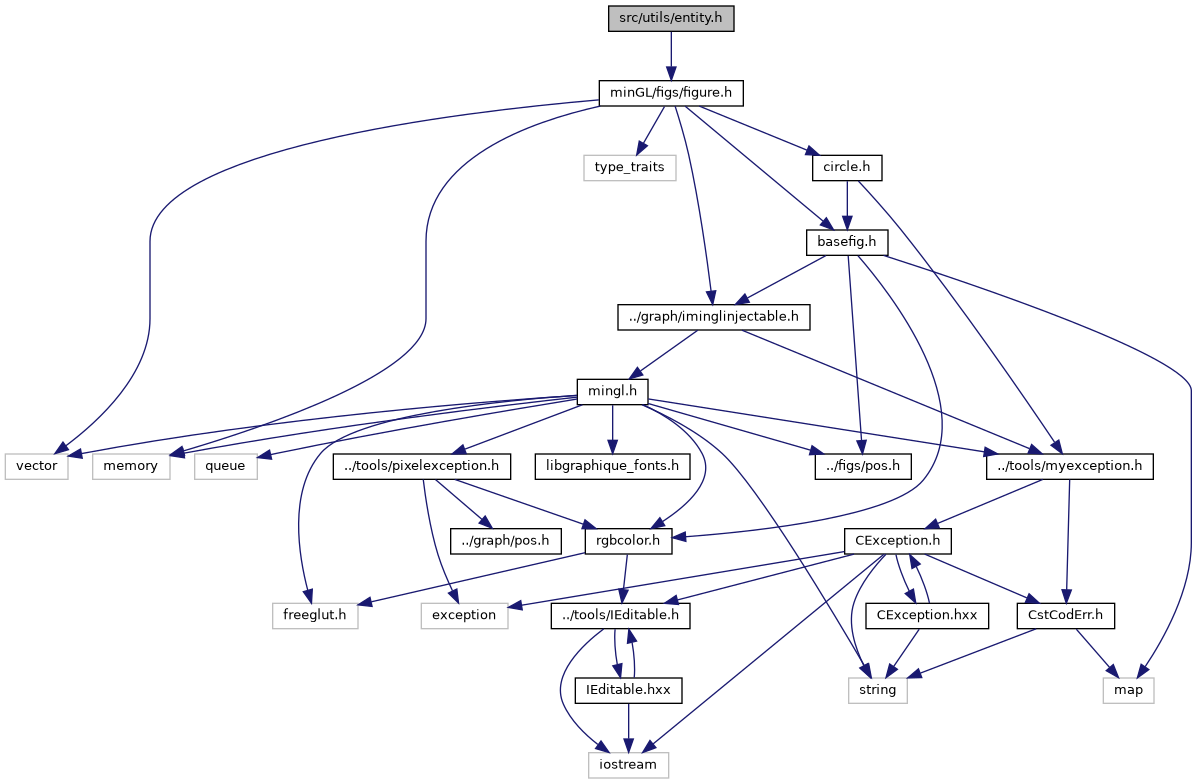 src/utils/entity.h
minGL/figs/figure.h
type_traits
circle.h
basefig.h
../graph/iminglinjectable.h
mingl.h
vector
memory
queue
../tools/pixelexception.h
libgraphique_fonts.h
../figs/pos.h
../tools/myexception.h
../graph/pos.h
rgbcolor.h
CException.h
freeglut.h
exception
../tools/IEditable.h
CException.hxx
CstCodErr.h
IEditable.hxx
string
map
iostream